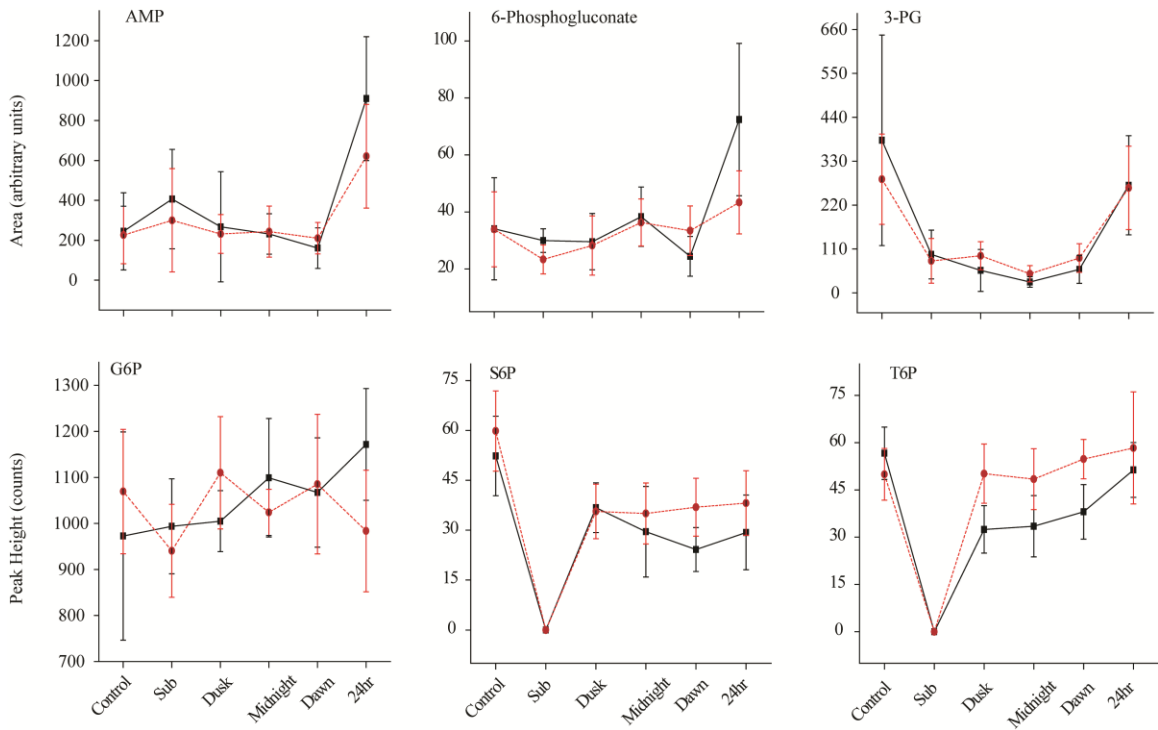 AMP
6-Phosphogluconate
3-PG
Area (arbitrary units)
1200
1000
800
600
400
200
0
100
80
60
40
20
660
550
440
330
220
110
0
G6P
S6P
T6P
Peak Height (counts)
1300
1200
1100
1000
900
800
700
75
60
45
30
15
0
75
60
45
30
15
0
Control
Sub
Dusk
Midnight
Dawn
24hr
Control
Sub
Dusk
Midnight
Dawn
24hr
Control
Sub
Dusk
Midnight
Dawn
24hr